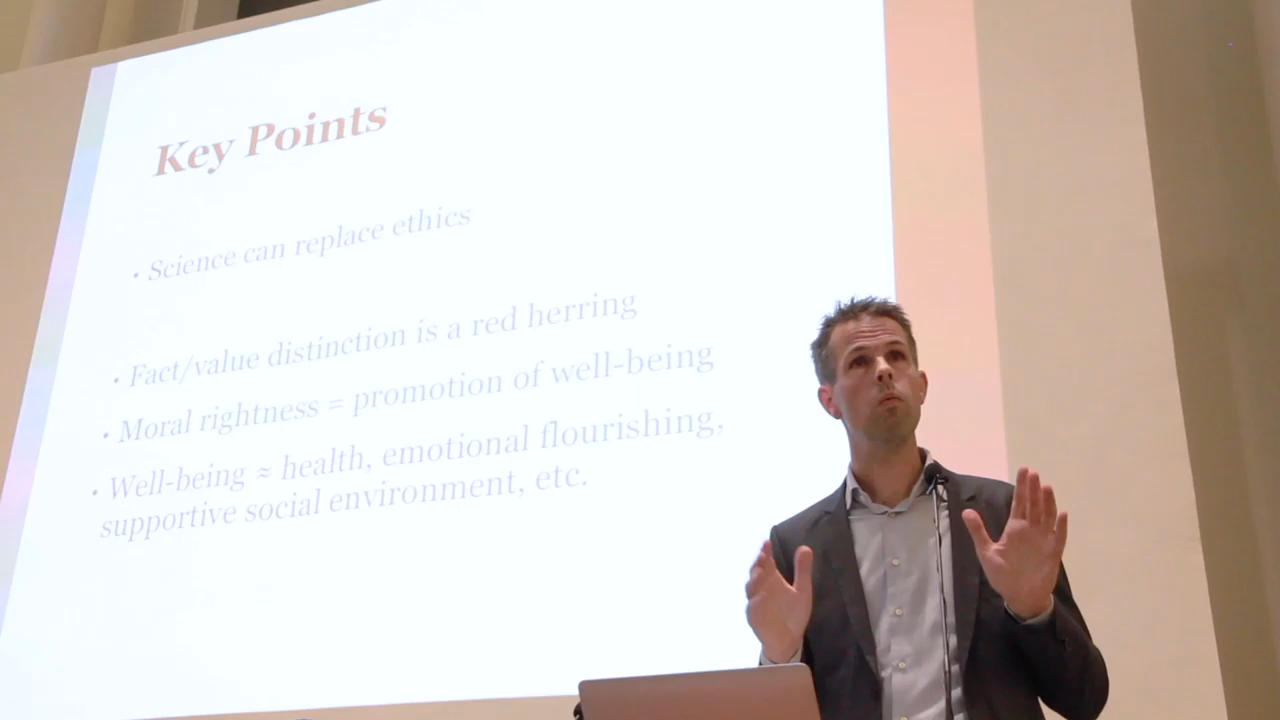 Key Points
• Science can replace ethics
• Fact/value distinction is a red herring
• Moral rightness = promotion of well-being
• Well-being ≈ health, emotional flourishing,
supportive social environment, etc.